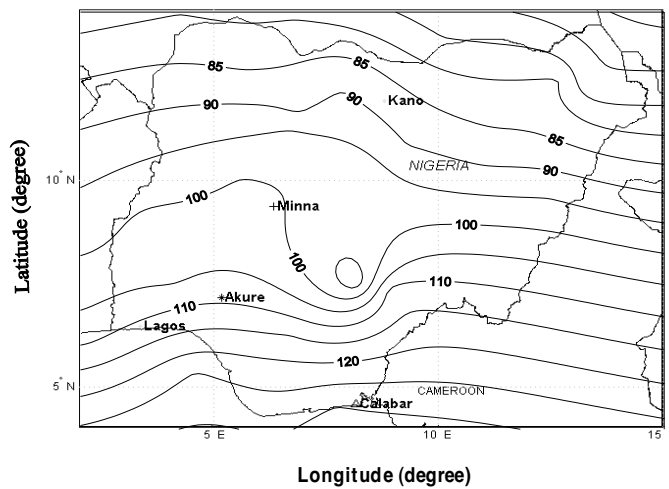 85
85
90
90
Kano
85
NIGERIA
90
10° N
100
Minna
100
100
110
Akure
110
Lagos
120
5° N
CAMEROON
Calabar
5 E
10 E
15
Latitude (degree)
Longitude (degree)